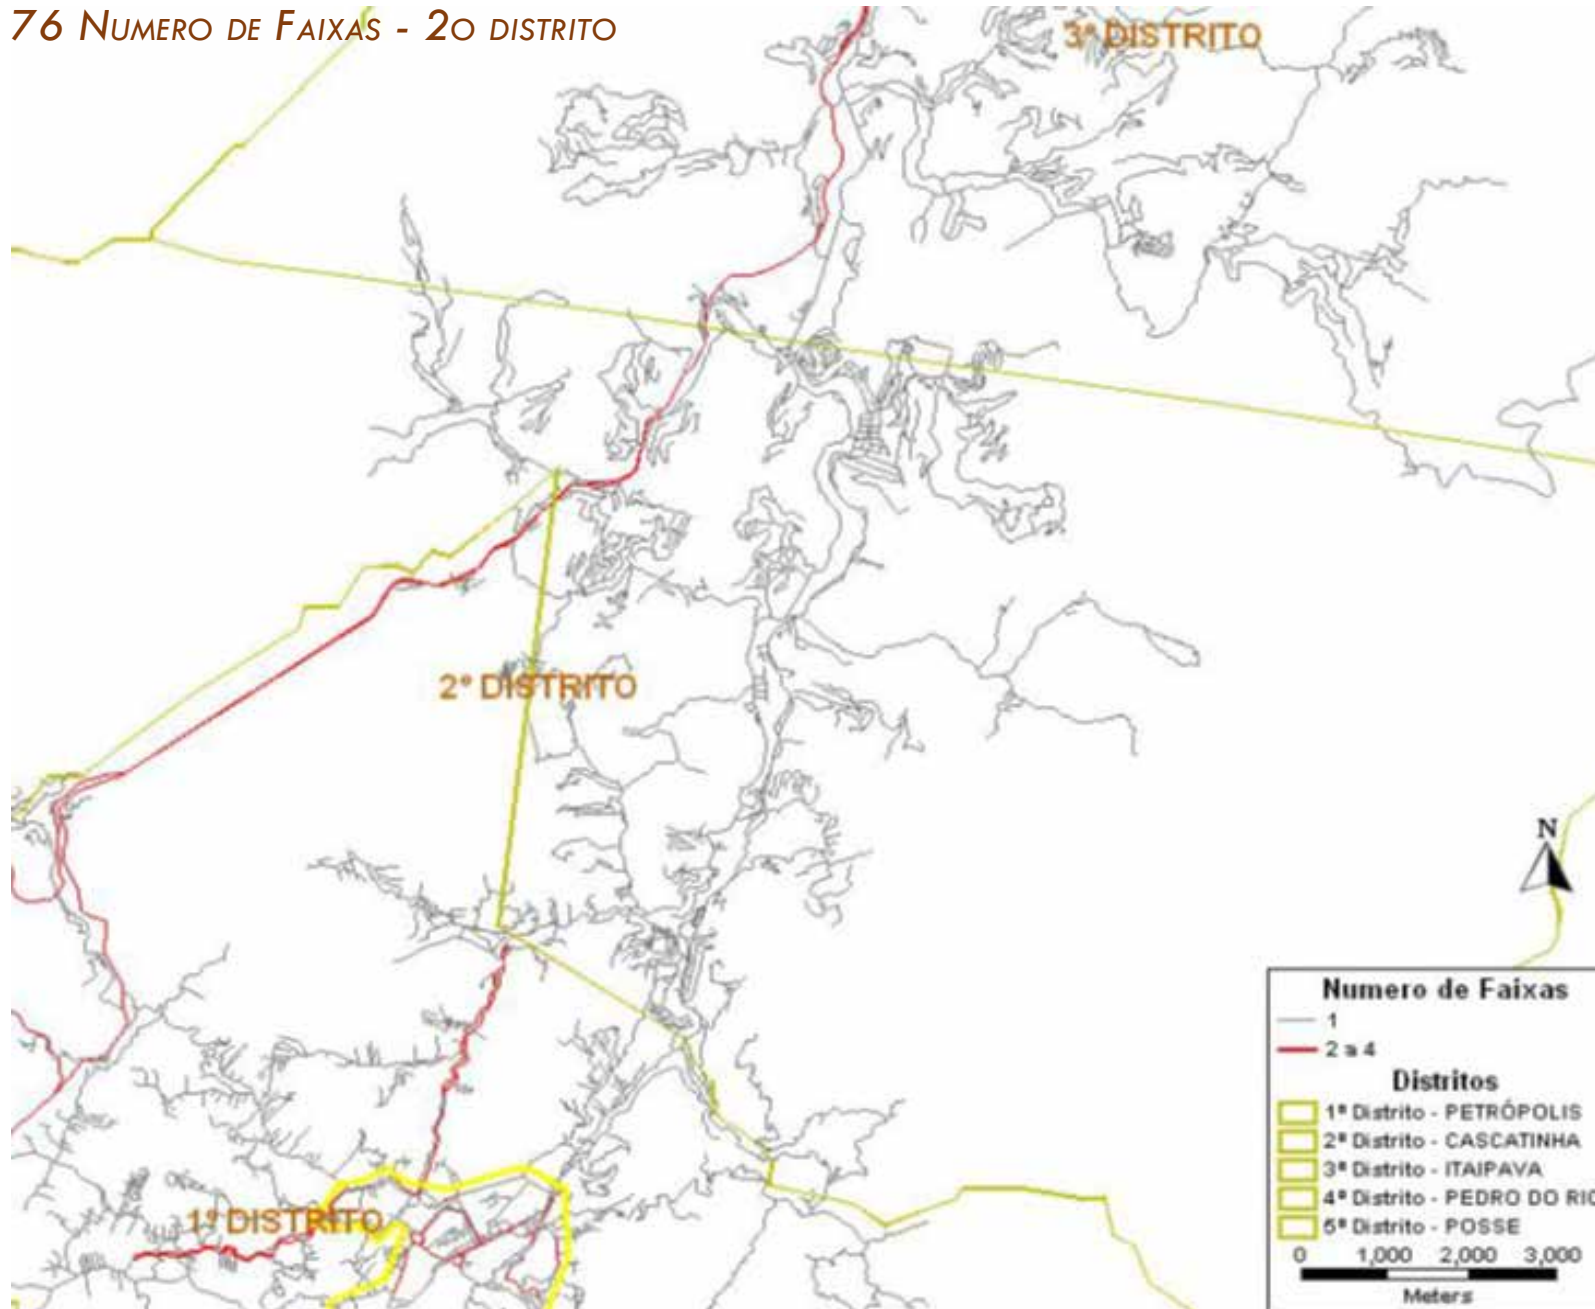 76 Numero de Faixas - 2o distrito
3º DISTRITO
2º DISTRITO
1º DISTRITO
N
Numero de Faixas
1
2 a 4
Distritos
1º Distrito - PETRÓPOLIS
2º Distrito - CASCATINHA
3º Distrito - ITAIPAVA
4º Distrito - PEDRO DO RIO
5º Distrito - POSSE
0 1,000 2,000 3,000
Meters